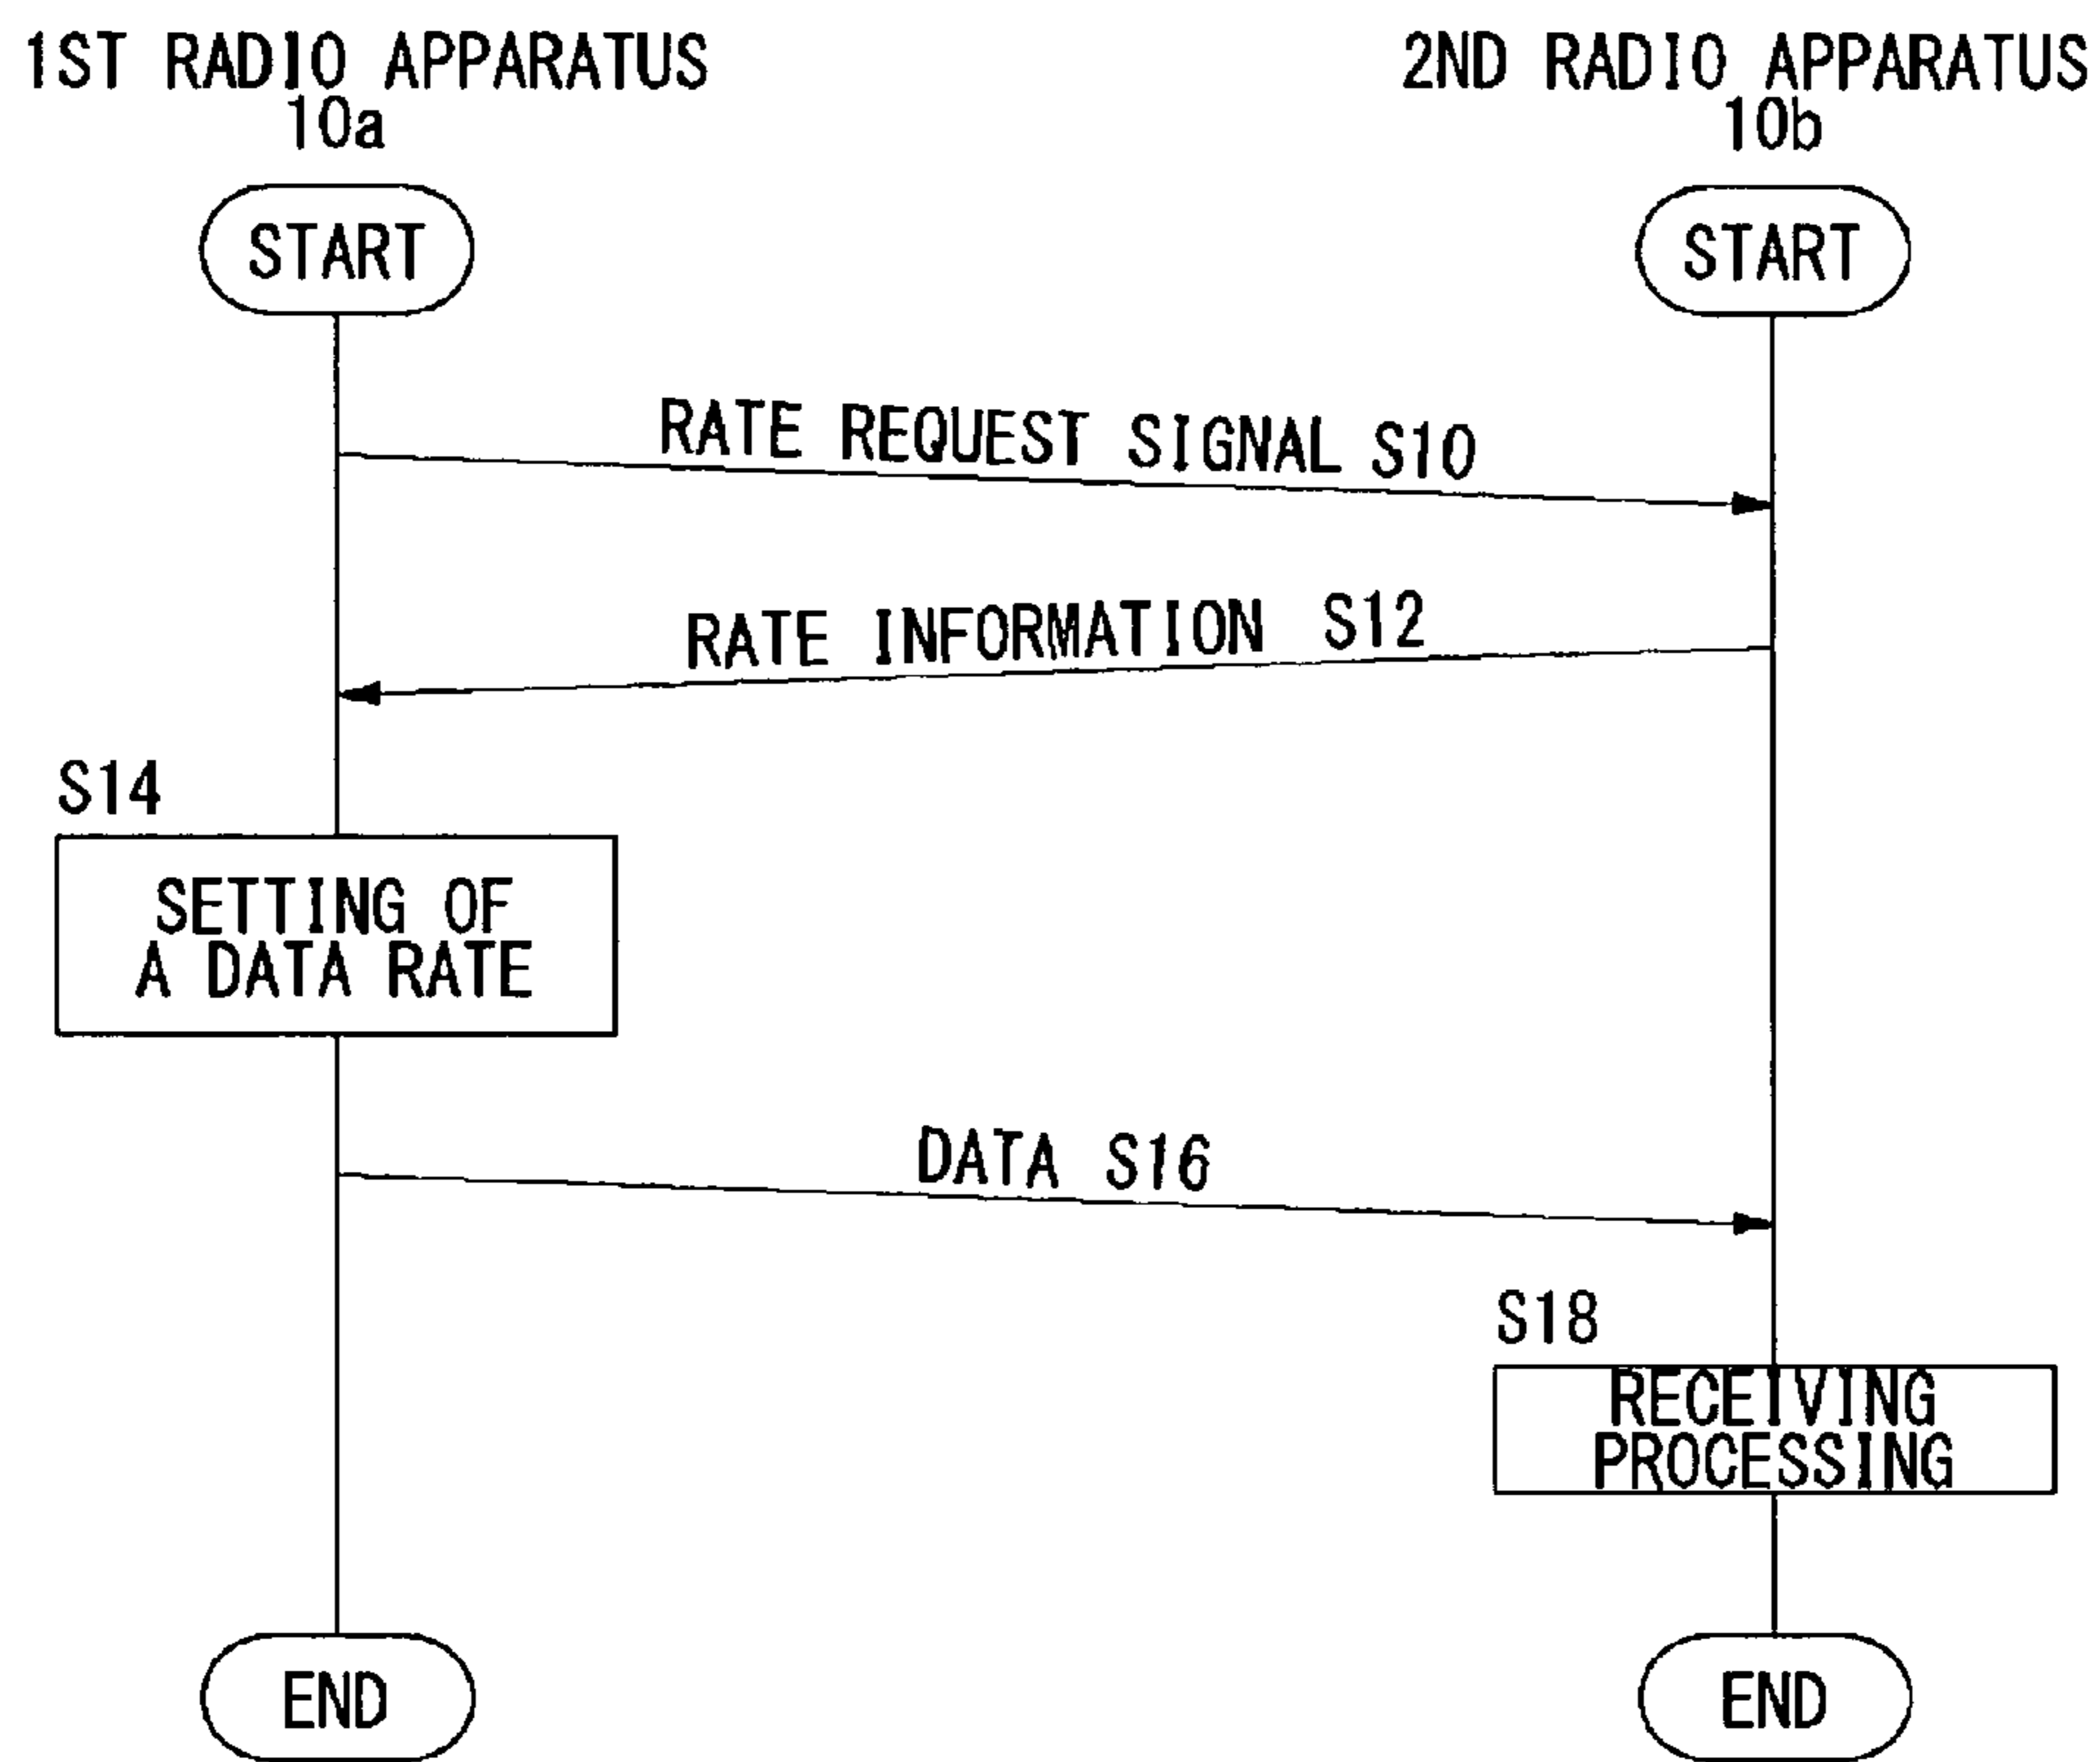 1ST RADIO APPARATUS
10a
2ND RADIO APPARATUS
10b
START
START
RATE REQUEST SIGNAL S10
RATE INFORMATION S12
S14
SETTING OF
A DATA RATE
DATA S16
S18
RECEIVING
PROCESSING
END
END